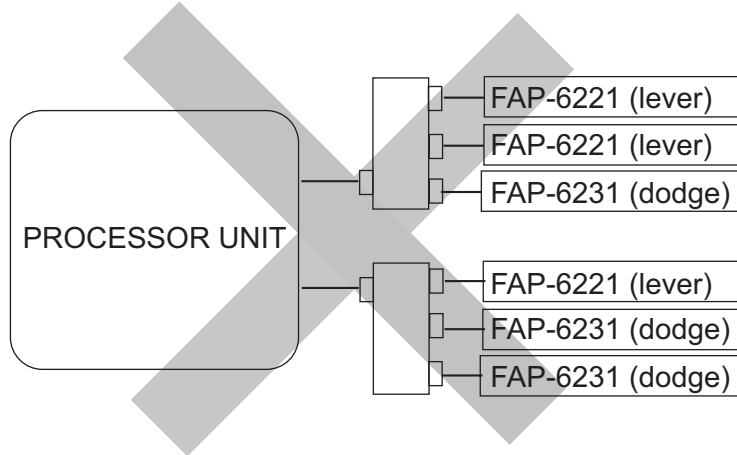 FAP-6221 (lever)
FAP-6221 (lever)
FAP-6231 (dodge)
PROCESSOR UNIT
FAP-6221 (lever)
FAP-6231 (dodge)
FAP-6231 (dodge)